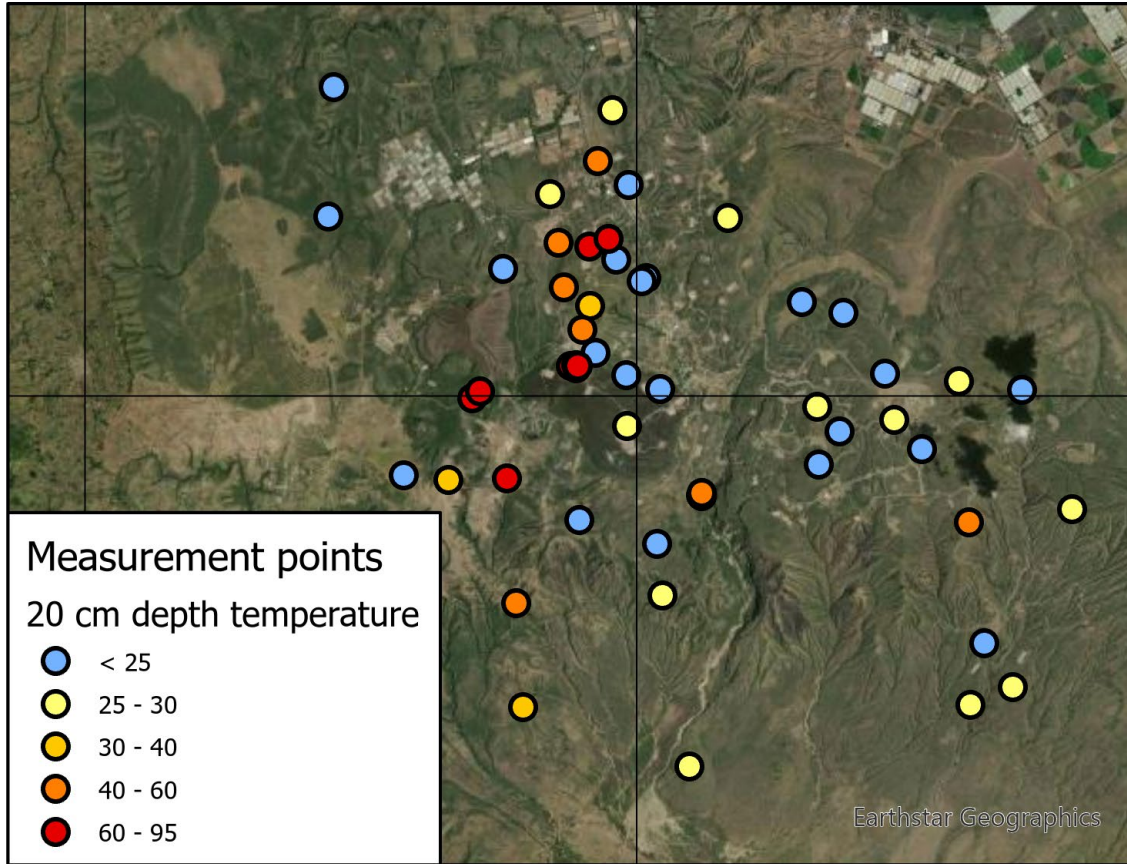 Measurement points
20 cm depth temperature
< 25
25 - 30
30 - 40
40 - 60
60 - 95
Earthstar Geographics